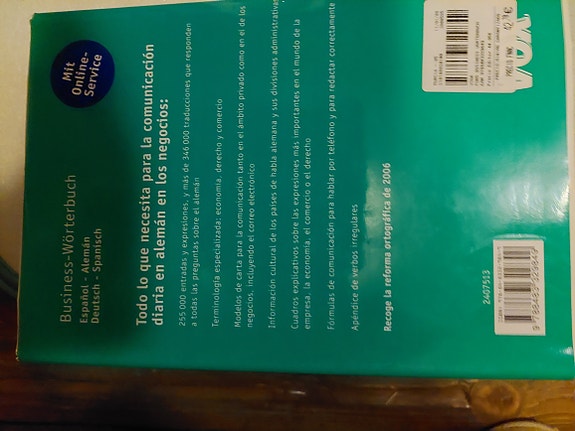 Mit
Online-
Service
Business-Wörterbuch
Español - Alemán
Deutsch - Spanisch
Todo lo que necesita para la comunicación
diaria en alemán en los negocios:
255 000 entradas y expresiones, y más de 346 000 traducciones que responden
a todas las preguntas sobre el alemán
Terminología especializada: economía, derecho y comercio
Modelos de carta para la comunicación tanto en el ámbito privado como en el de los
negocios, incluyendo el correo electrónico
Información cultural de los países de habla alemana y sus divisiones administrativas
Cuadros explicativos sobre las expresiones más importantes en el mundo de la
empresa, la economía, el comercio o el derecho
Fórmulas de comunicación para hablar por teléfono y para redactar correctamente
Apéndice de verbos irregulares
Recoge la reforma ortográfica de 2006
2407513